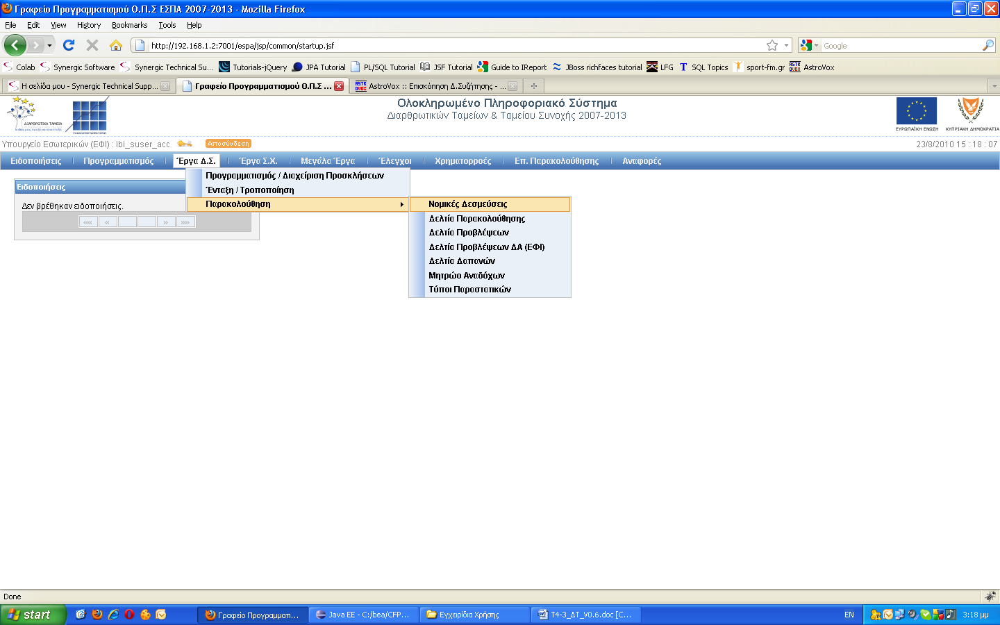 Γραφείο Προγραμματισμού Ο.Π.Σ ΕΣΠΑ 2007-2013 - Mozilla Firefox
File Edit View History Bookmarks Tools Help
http://192.168.1.2:7001/espa/jsp/common/startup.jsf Google
Colab Synergic Software Synergic Technical Su... Tutorials-jQuery JPA Tutorial PL/SQL Tutorial JSF Tutorial Guide to IReport JBoss richfaces tutorial LFG SQL Topics sport-fm.gr AstroVox
Η σελίδα μου - Synergic Technical Supp... Γραφείο Προγραμματισμού Ο.Π.Σ ... AstroVox :: Επισκόπηση Δ.Συζήτησης - ...
Ολοκληρωμένο Πληροφοριακό Σύστημα
Διαρθρωτικών Ταμείων & Ταμείου Συνοχής 2007-2013
ΔΙΑΡΘΡΩΤΙΚΑ ΤΑΜΕΙΑ
ΕΥΡΩΠΑΪΚΗ ΕΝΩΣΗ ΚΥΠΡΙΑΚΗ ΔΗΜΟΚΡΑΤΙΑ
Υπουργείο Εσωτερικών (ΕΦΙ) : ibi_suser_acc Αποσύνδεση 23/8/2010 15 : 18 : 07
Ειδοποιήσεις Προγραμματισμός Έργα Δ.Σ. Έργα Σ.Χ. Μεγάλα Έργα Έλεγχοι Χρηματορροές Επ. Παρακολούθησης Αναφορές
Προγραμματισμός / Διαχείριση Προσκλήσεων
Ένταξη / Τροποποίηση
Παρακολούθηση
Νομικές Δεσμεύσεις
Δελτία Παρακολούθησης
Δελτία Προβλέψεων
Δελτία Προβλέψεων ΔΑ (ΕΦΙ)
Δελτία Δαπανών
Μητρώο Αναδόχων
Τύποι Παραστατικών
Ειδοποιήσεις
Δεν βρέθηκαν ειδοποιήσεις.
«« « » »»
Done
start Γραφείο Προγραμματ... Java EE - C:/bea/CFP... Εγχειρίδια Χρήσης T4-3_ΔΤ_V0.6.doc [C... EN 3:18 μμ